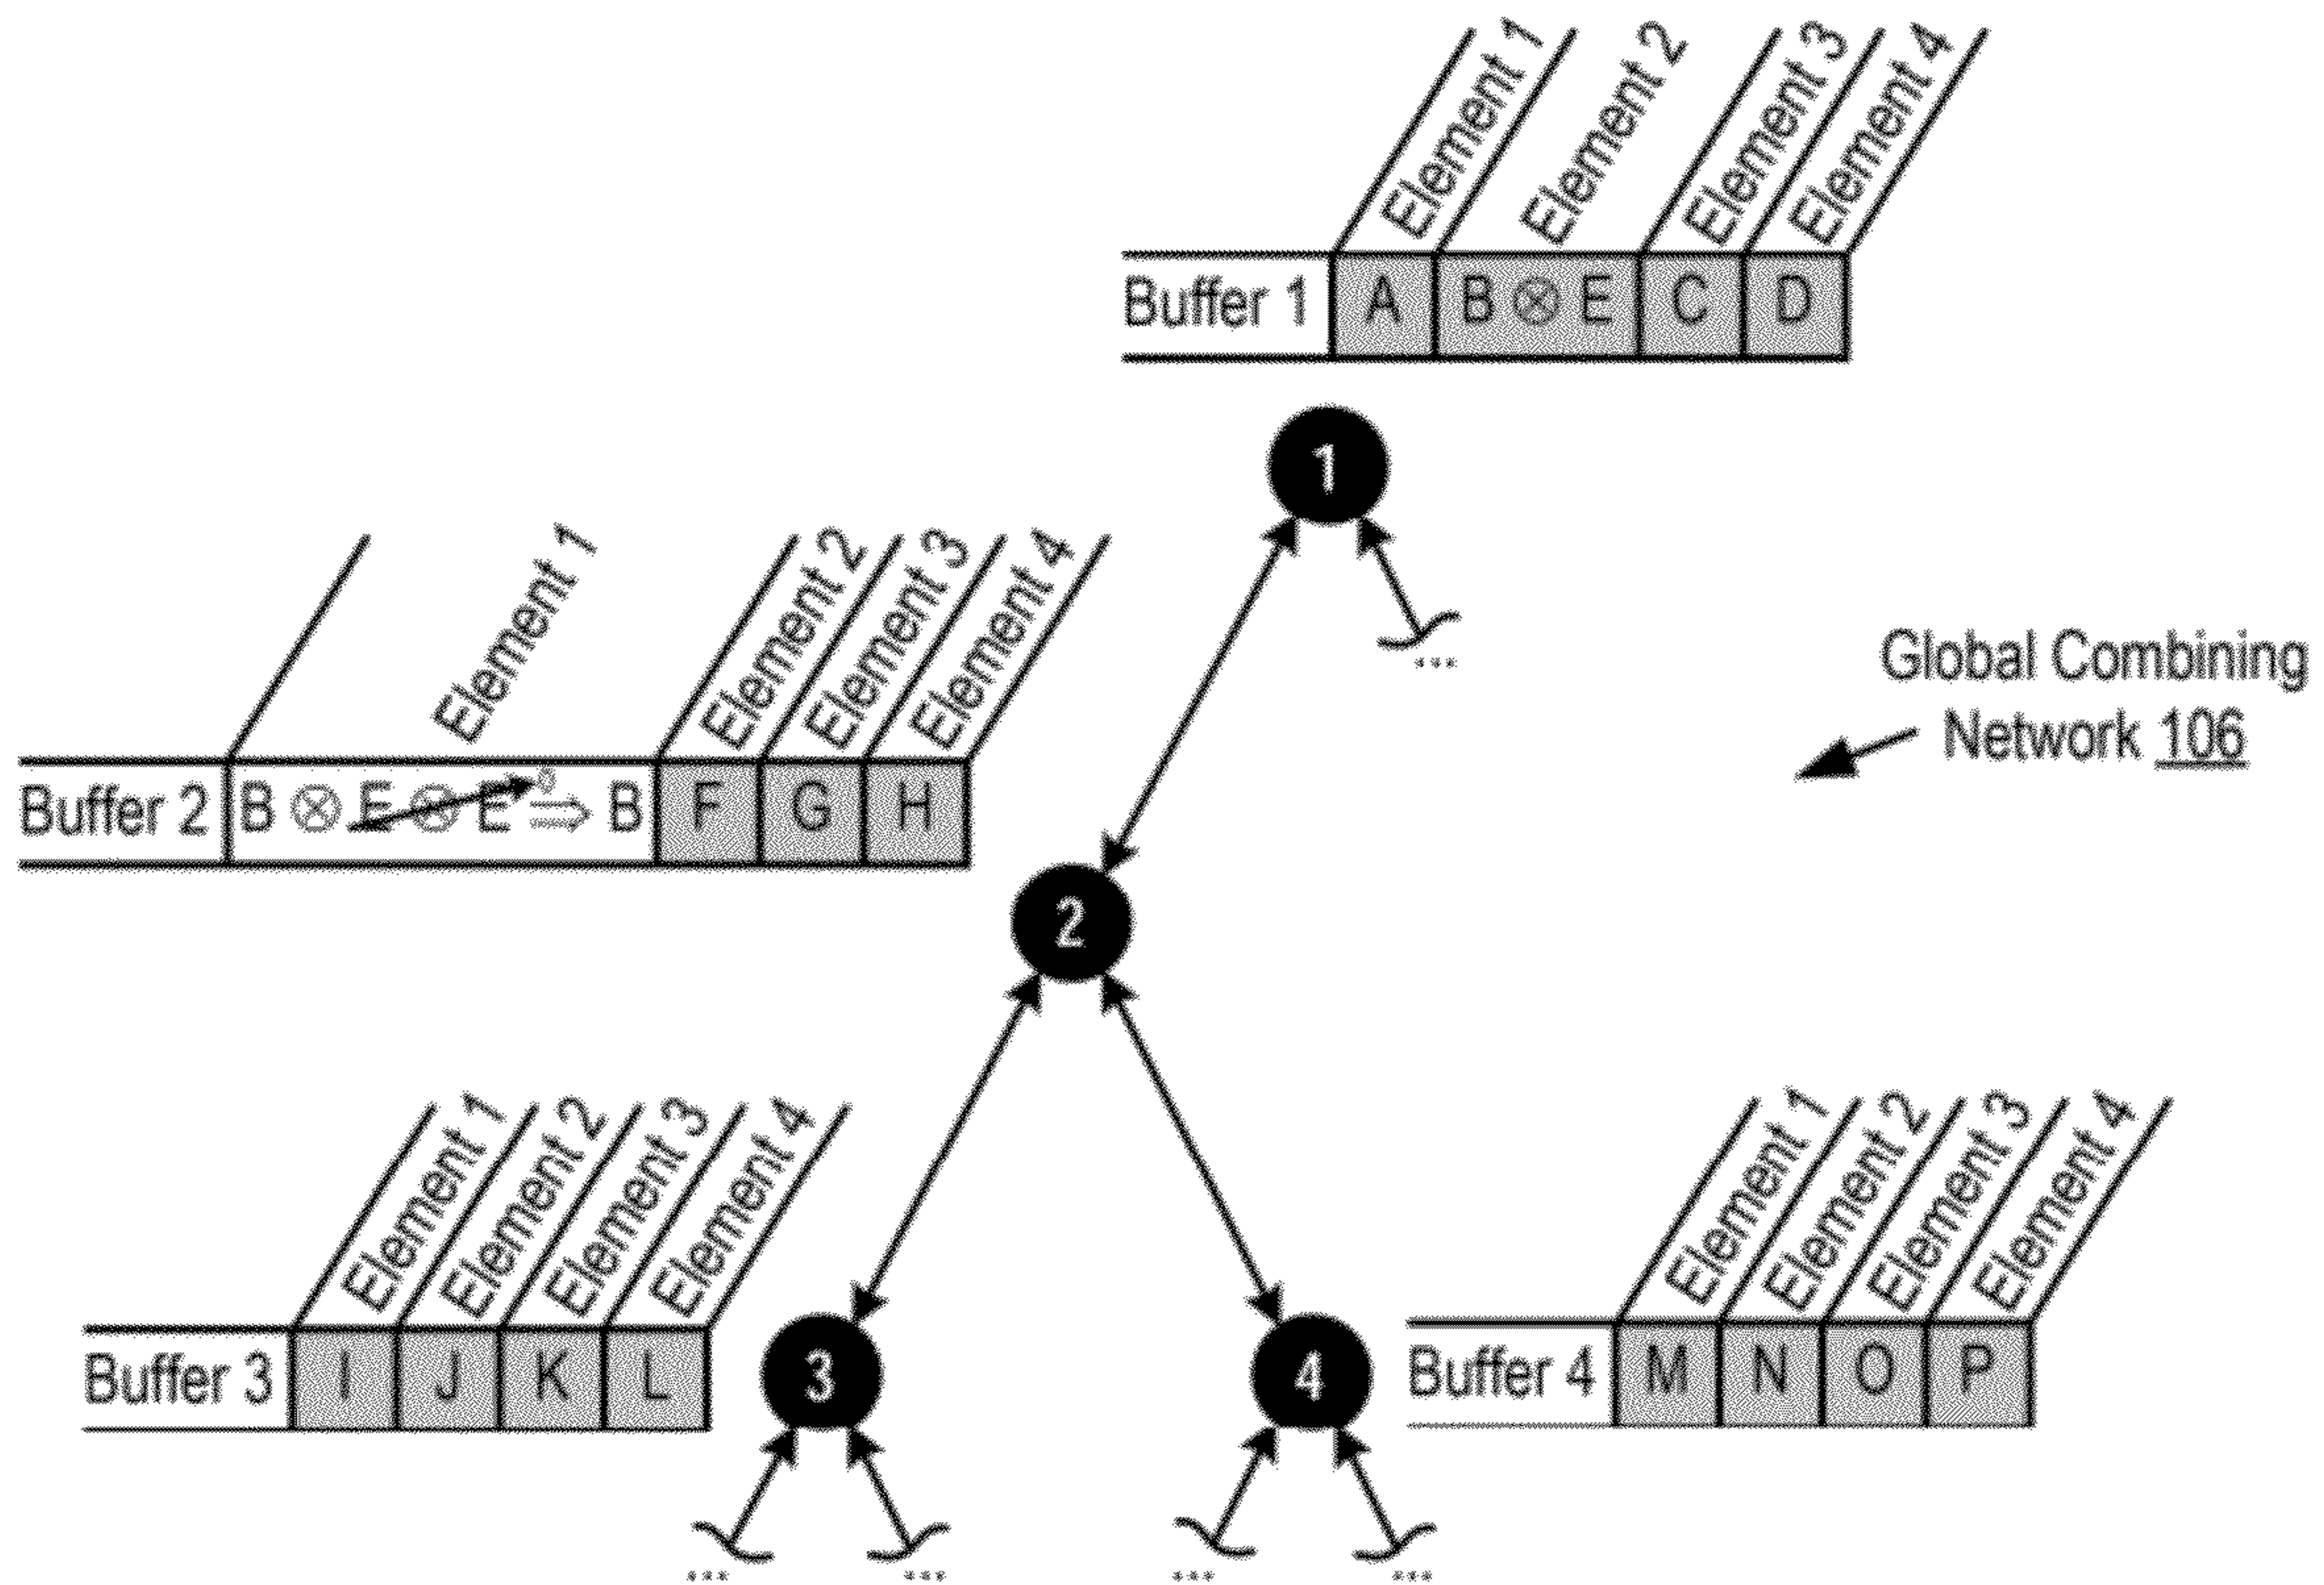 Element 1
Element 2
Element 3
Element 4
Buffer 1 A B ⊗ E C D
1
...
Global Combining
Network 106
Element 1
Element 2
Element 3
Element 4
Buffer 2 B ⊗ E ⊗ E 0 ⇒ B F G H
2
Element 1
Element 2
Element 3
Element 4
Buffer 3 I J K L
3
... ...
Element 1
Element 2
Element 3
Element 4
4
Buffer 4 M N O P
... ...